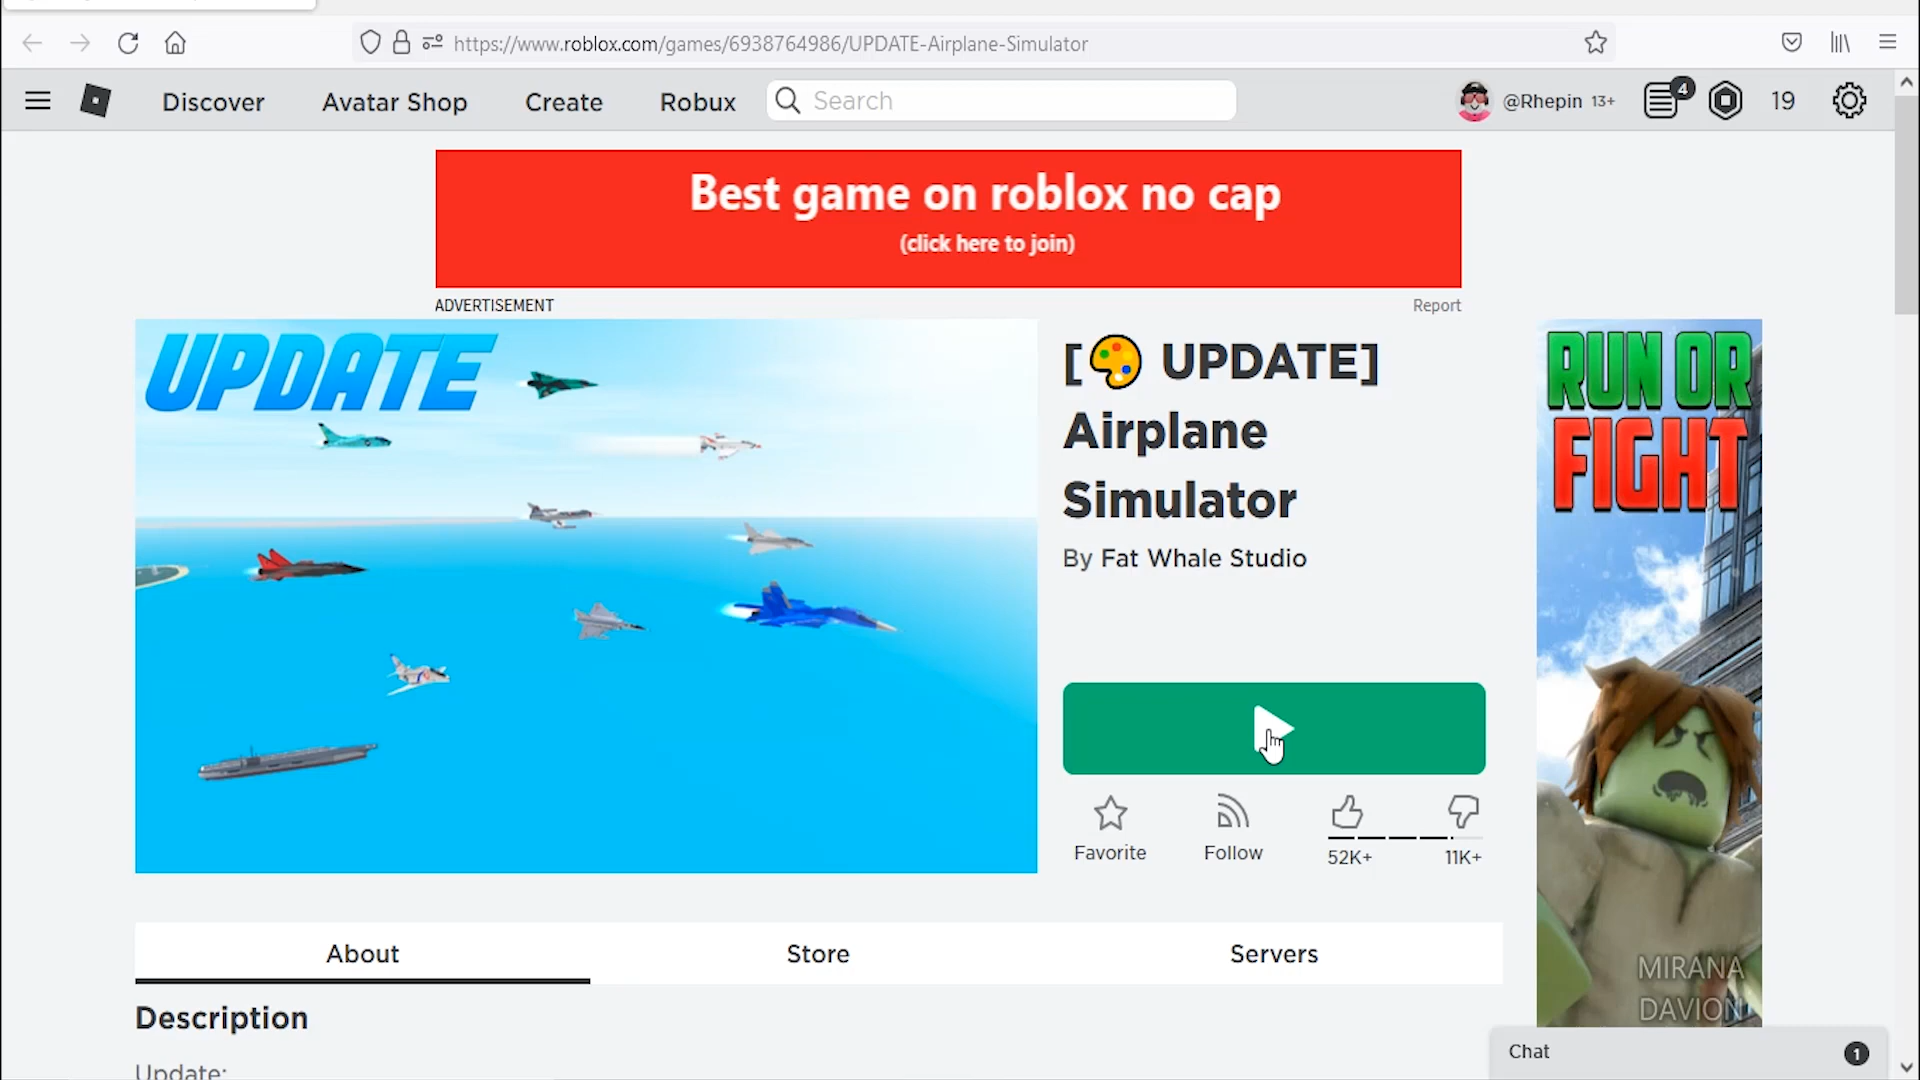 https://www.roblox.com/games/6938764986/UPDATE-Airplane-Simulator
Discover
Avatar Shop
Create
Robux
Search
@Rhepin 13+
4
19
Best game on roblox no cap
(click here to join)
ADVERTISEMENT
Report
UPDATE
[🎨 UPDATE]
Airplane
Simulator
By Fat Whale Studio
Favorite
Follow
52K+
11K+
RUN OR
FIGHT
MIRANA
DAVION
About
Store
Servers
Description
Update:
Chat
1